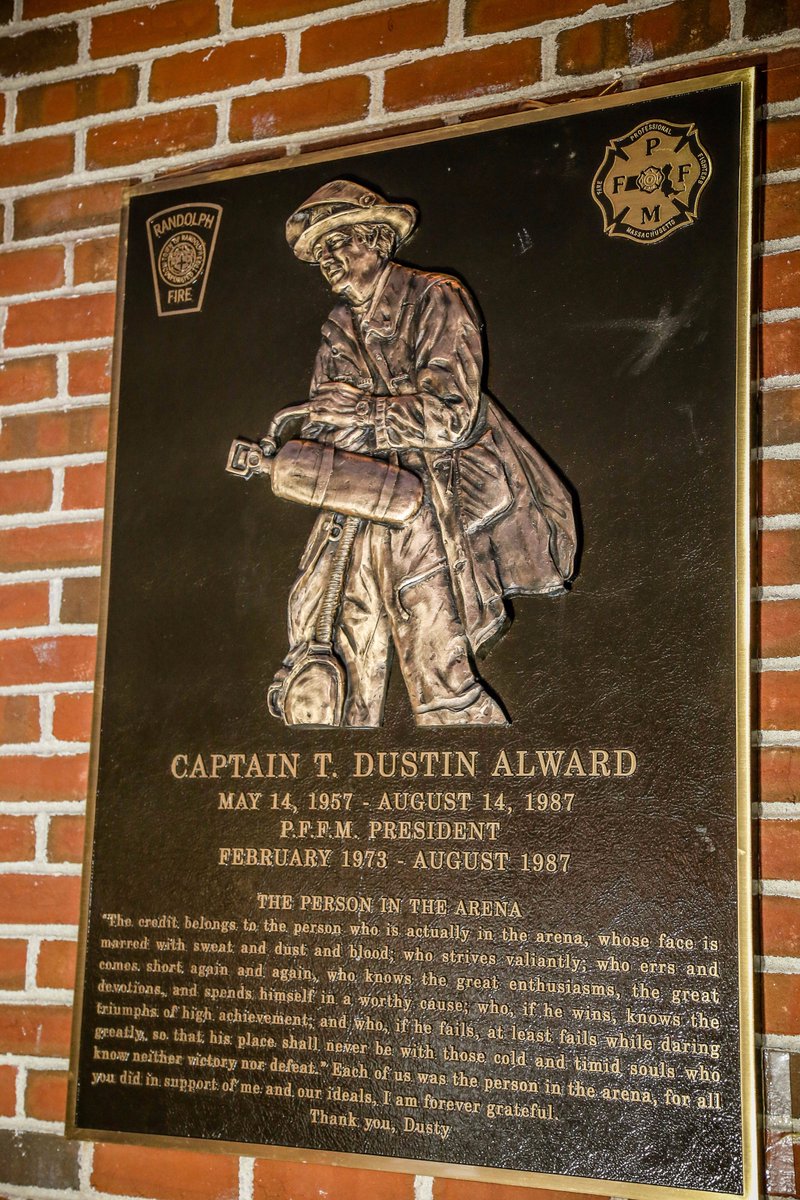 RANDOLPH
FIRE
PROFESSIONAL
FIRE FIGHTERS
P
F F
M
MASSACHUSETTS
CAPTAIN T. DUSTIN ALWARD
MAY 14, 1957 - AUGUST 14, 1987
P.F.F.M. PRESIDENT
FEBRUARY 1973 - AUGUST 1987
THE PERSON IN THE ARENA
"The credit belongs to the person who is actually in the arena, whose face is
marred with sweat and dust and blood; who strives valiantly; who errs and
comes short again and again, who knows the great enthusiasms, the great
devotions, and spends himself in a worthy cause; who, if he wins, knows the
triumphs of high achievement; and who, if he fails, at least fails while daring
greatly, so that his place shall never be with those cold and timid souls who
know neither victory nor defeat." Each of us was the person in the arena, for all
you did in support of me and our ideals, I am forever grateful.
Thank you, Dusty